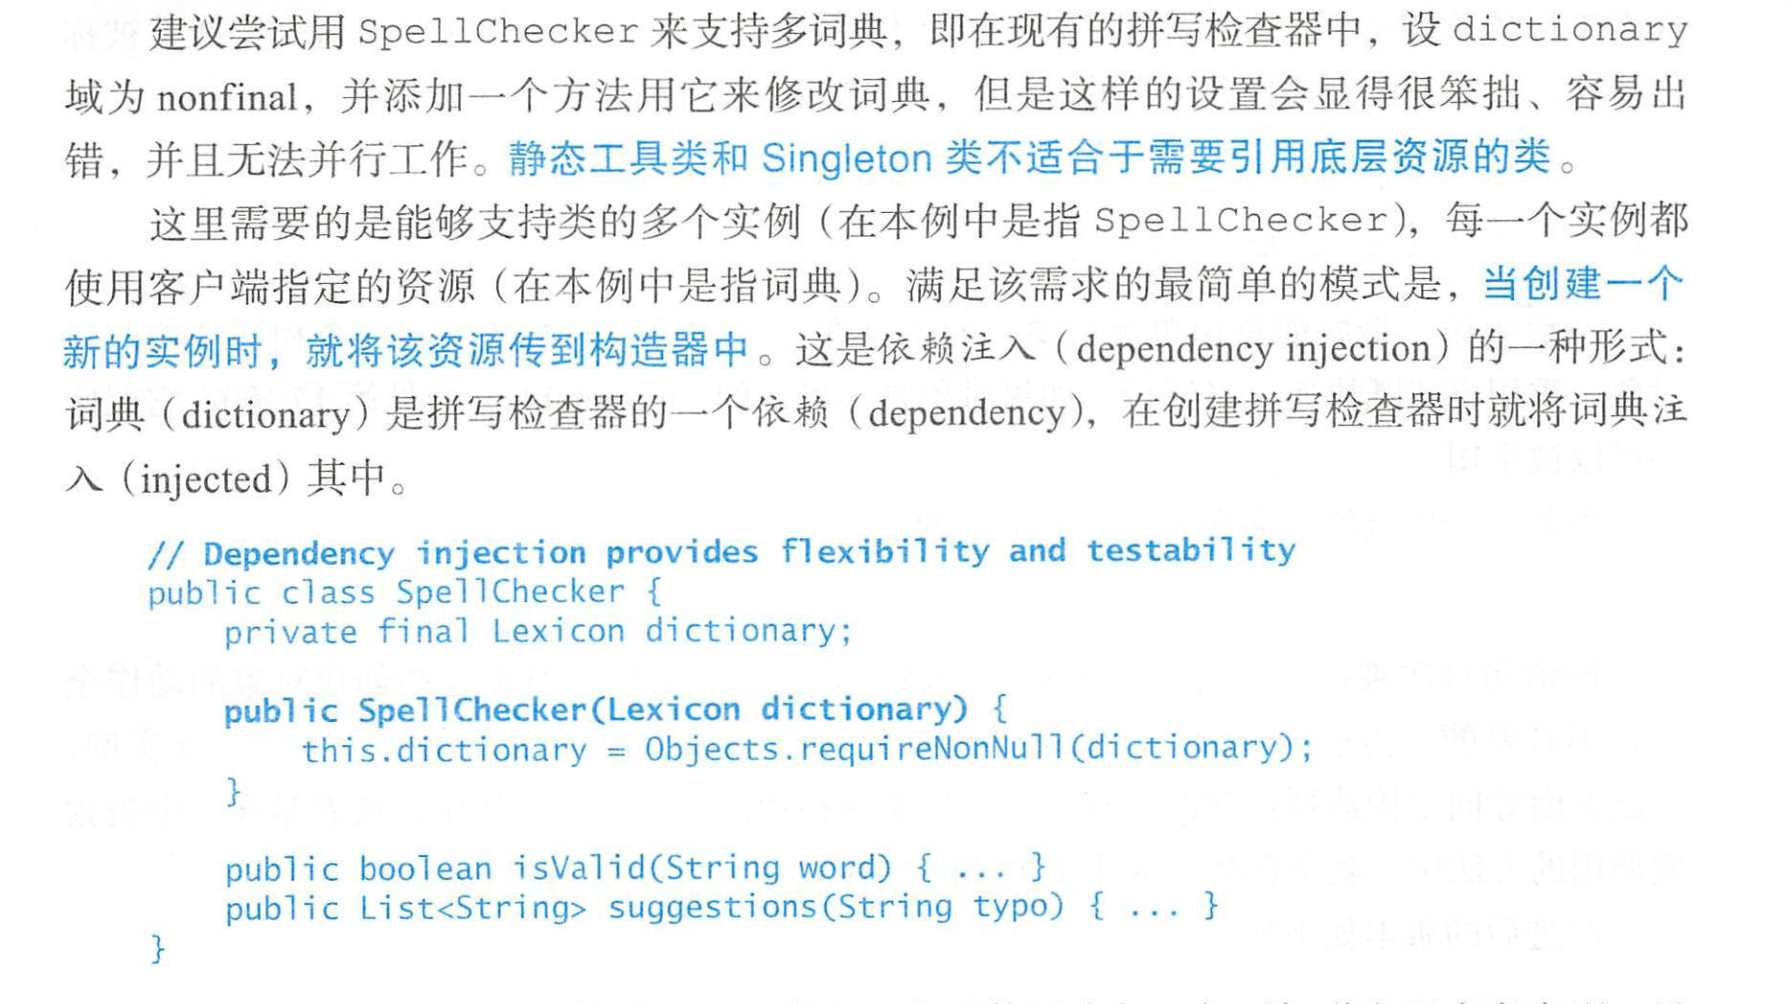 建议尝试用 SpellChecker 来支持多词典，即在现有的拼写检查器中，设 dictionary
域为 nonfinal，并添加一个方法用它来修改词典，但是这样的设置会显得很笨拙、容易出
错，并且无法并行工作。静态工具类和 Singleton 类不适合于需要引用底层资源的类。
这里需要的是能够支持类的多个实例（在本例中是指 SpellChecker），每一个实例都
使用客户端指定的资源（在本例中是指词典）。满足该需求的最简单的模式是，当创建一个
新的实例时，就将该资源传到构造器中。这是依赖注入（dependency injection）的一种形式：
词典（dictionary）是拼写检查器的一个依赖（dependency），在创建拼写检查器时就将词典注
入（injected）其中。
// Dependency injection provides flexibility and testability
public class SpellChecker {
    private final Lexicon dictionary;
    public SpellChecker(Lexicon dictionary) {
        this.dictionary = Objects.requireNonNull(dictionary);
    }
    public boolean isValid(String word) { ... }
    public List<String> suggestions(String typo) { ... }
}